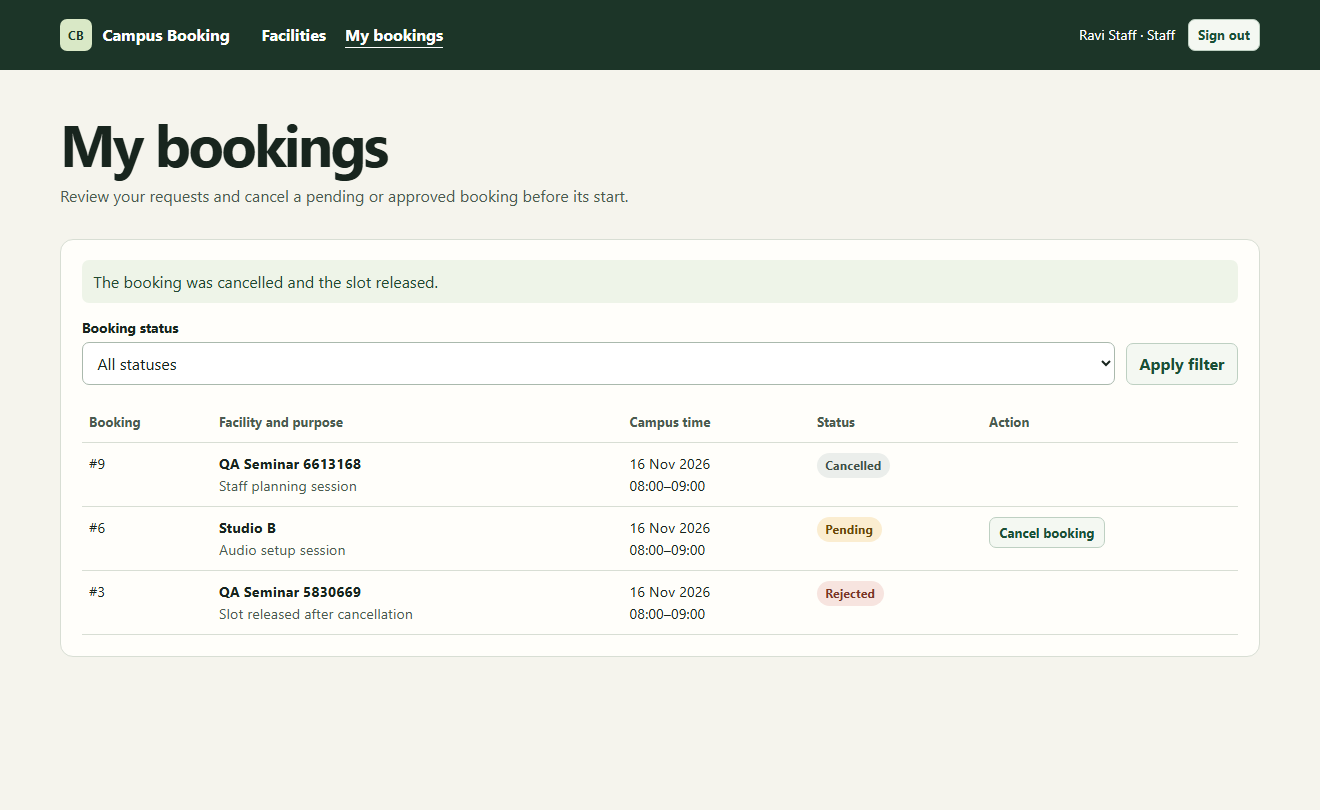 CB Campus Booking Facilities My bookings Ravi Staff · Staff Sign out
My bookings
Review your requests and cancel a pending or approved booking before its start.
The booking was cancelled and the slot released.
Booking status
All statuses Apply filter
Booking Facility and purpose Campus time Status Action
#9 QA Seminar 6613168 16 Nov 2026 Cancelled
Staff planning session 08:00–09:00
#6 Studio B 16 Nov 2026 Pending Cancel booking
Audio setup session 08:00–09:00
#3 QA Seminar 5830669 16 Nov 2026 Rejected
Slot released after cancellation 08:00–09:00